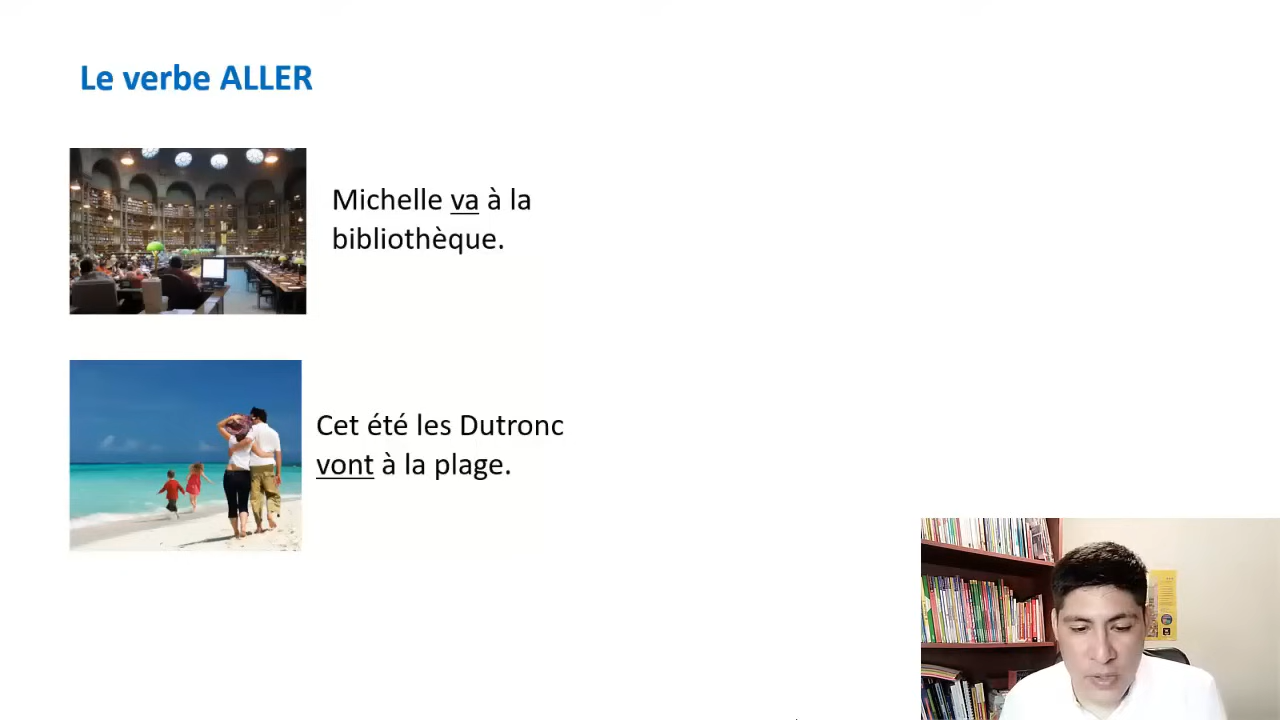 Le verbe ALLER
Michelle va à la
bibliothèque.
Cet été les Dutronc
vont à la plage.